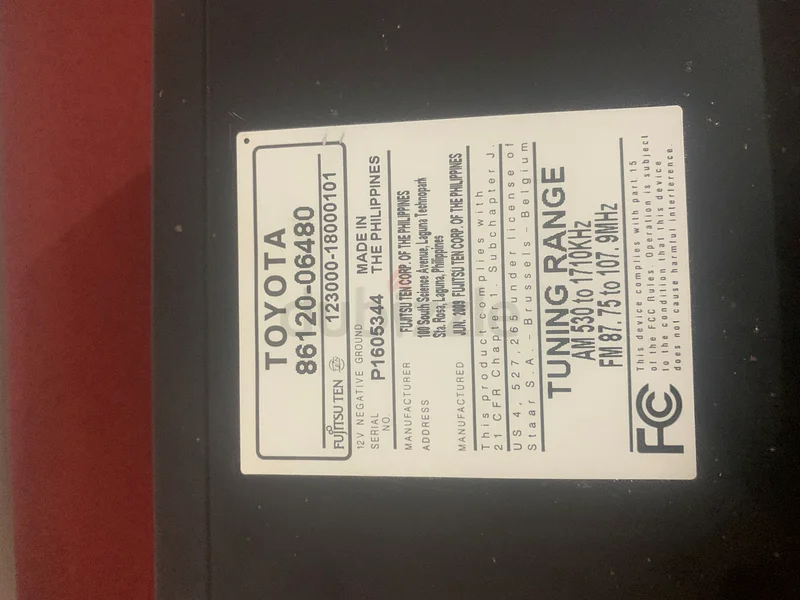 TOYOTA
86120-06480
FUJITSU TEN 123000-18000101
12V NEGATIVE GROUND MADE IN
SERIAL NO. P1605344 THE PHILIPPINES
MANUFACTURER FUJITSU TEN CORP. OF THE PHILIPPINES
ADDRESS 100 South Science Avenue, Laguna Technopark
Sta. Rosa, Laguna, Philippines
MANUFACTURED JUN. 2009 FUJITSU TEN CORP. OF THE PHILIPPINES
This product complies with
21 CFR Chapter 1. Subchapter J.
US 4, 527, 265 under license of
Staar S.A. - Brussels - Belgium
TUNING RANGE
AM 530 to 1710KHz
FM 87.75 to 107.9MHz
FC This device complies with part 15
of the FCC Rules. Operation is subject
to the condition that this device
does not cause harmful interference.